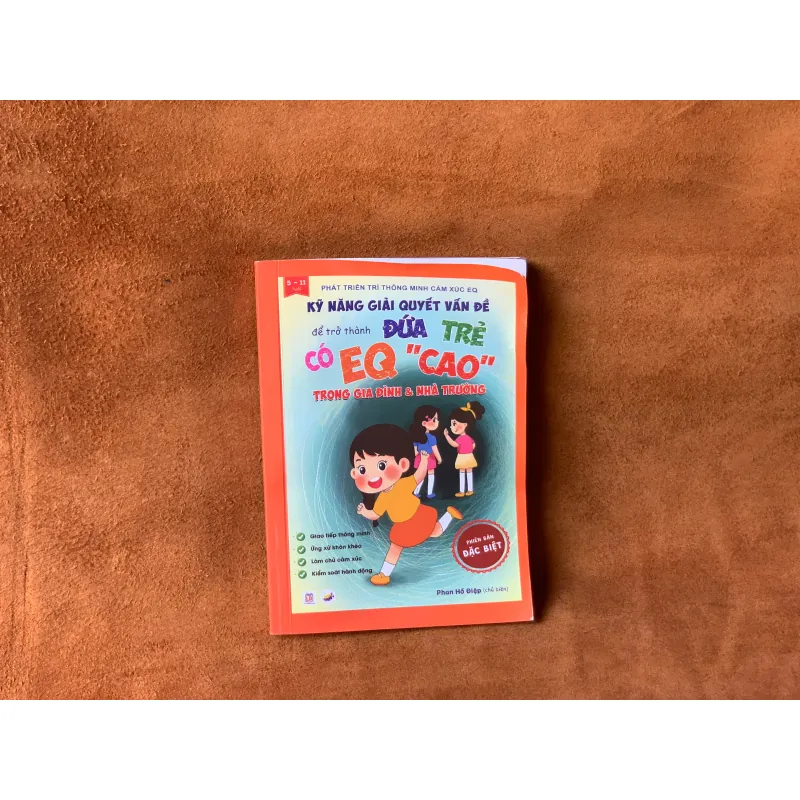 5 - 11
Tuổi
PHÁT TRIỂN TRÍ THÔNG MINH CẢM XÚC EQ
KỸ NĂNG GIẢI QUYẾT VẤN ĐỀ
để trở thành ĐỨA TRẺ
CÓ EQ "CAO"
TRONG GIA ĐÌNH & NHÀ TRƯỜNG
Giao tiếp thông minh
Ứng xử khôn khéo
Làm chủ cảm xúc
Kiểm soát hành động
PHIÊN BẢN
ĐẶC BIỆT
Phan Hồ Điệp (chủ biên)